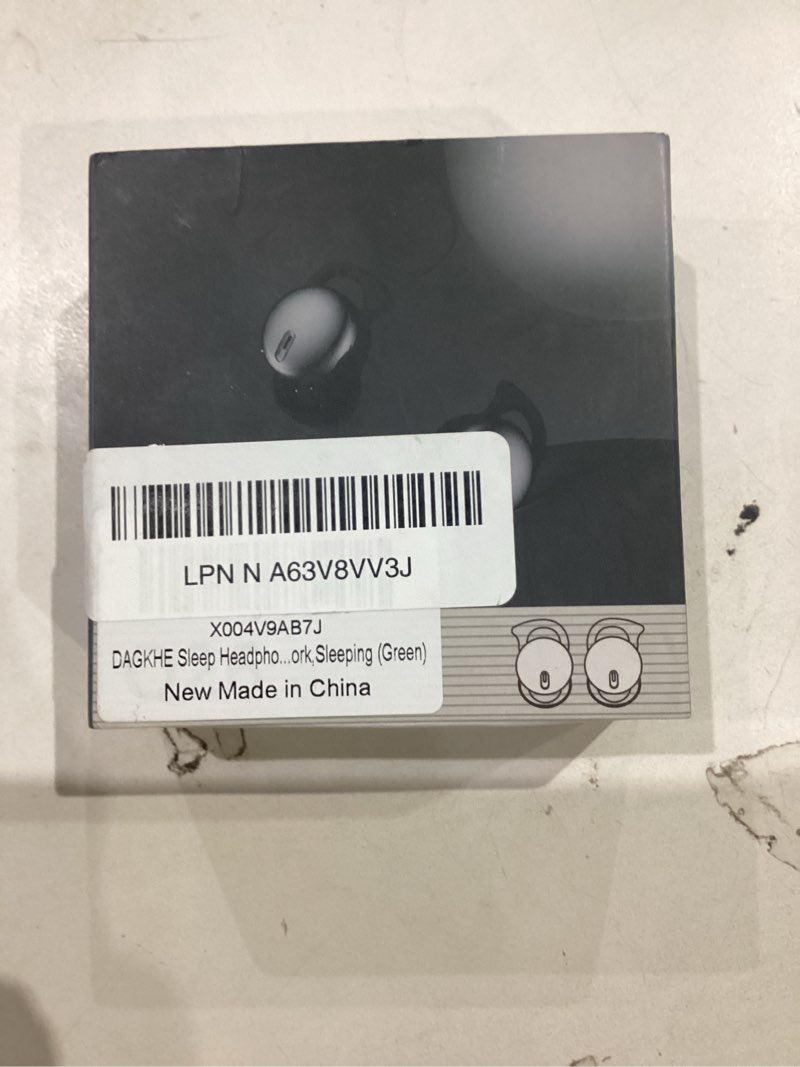 LPN N A63V8VV3J
X004V9AB7J
DAGKHE Sleep Headpho...ork,Sleeping (Green)
New Made in China